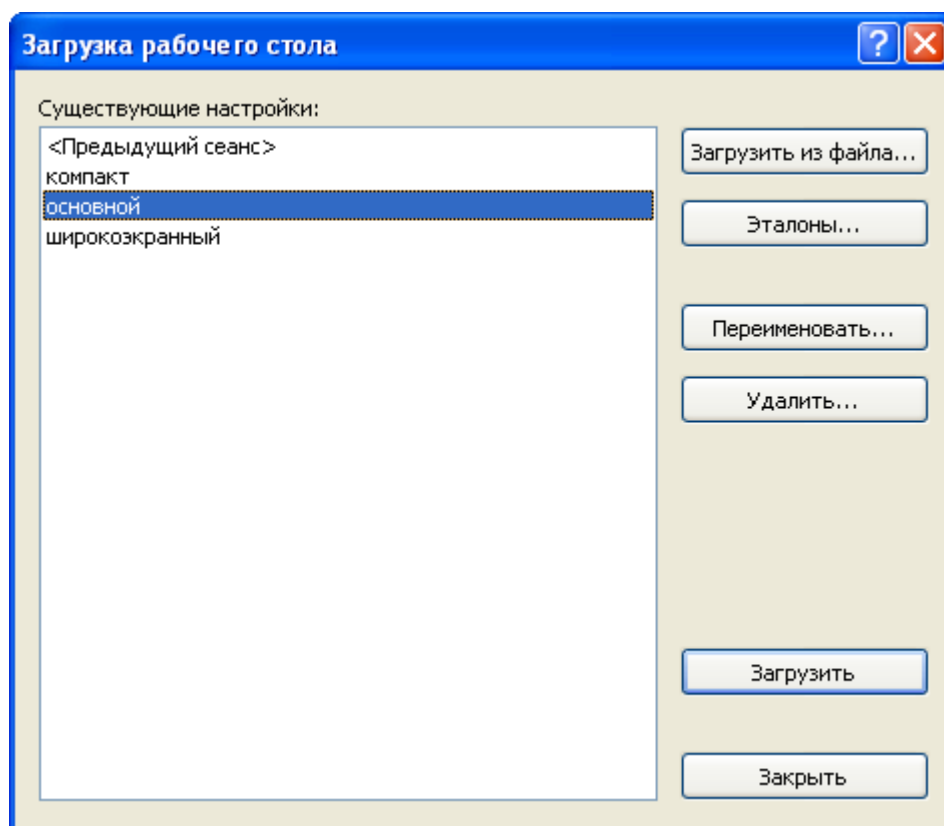 Загрузка рабочего стола
Существующие настройки:
<Предыдущий сеанс>
компакт
основной
широкоэкранный
Загрузить из файла...
Эталоны...
Переименовать...
Удалить...
Загрузить
Закрыть